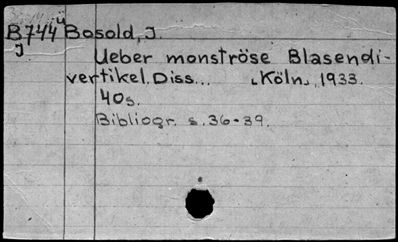 B744 Bosold, J.
J
Ueber monströse Blasendi-
vertikel. Diss... Köln, 1933.
40s.
Bibliogr. s.36-39.